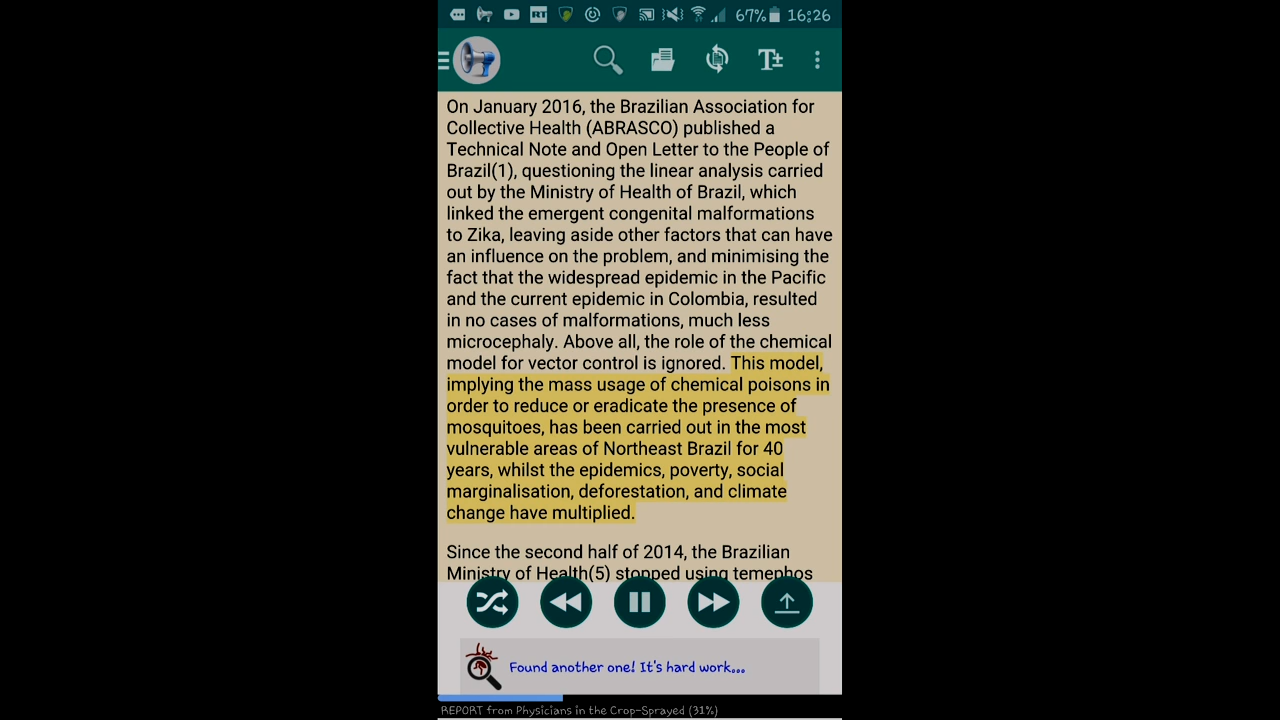 RT
67% 16:26
T±
On January 2016, the Brazilian Association for
Collective Health (ABRASCO) published a
Technical Note and Open Letter to the People of
Brazil(1), questioning the linear analysis carried
out by the Ministry of Health of Brazil, which
linked the emergent congenital malformations
to Zika, leaving aside other factors that can have
an influence on the problem, and minimising the
fact that the widespread epidemic in the Pacific
and the current epidemic in Colombia, resulted
in no cases of malformations, much less
microcephaly. Above all, the role of the chemical
model for vector control is ignored. This model,
implying the mass usage of chemical poisons in
order to reduce or eradicate the presence of
mosquitoes, has been carried out in the most
vulnerable areas of Northeast Brazil for 40
years, whilst the epidemics, poverty, social
marginalisation, deforestation, and climate
change have multiplied.
Since the second half of 2014, the Brazilian
Ministry of Health(5) stopped using temephos
Found another one! It's hard work...
REPORT from Physicians in the Crop-Sprayed (31%)